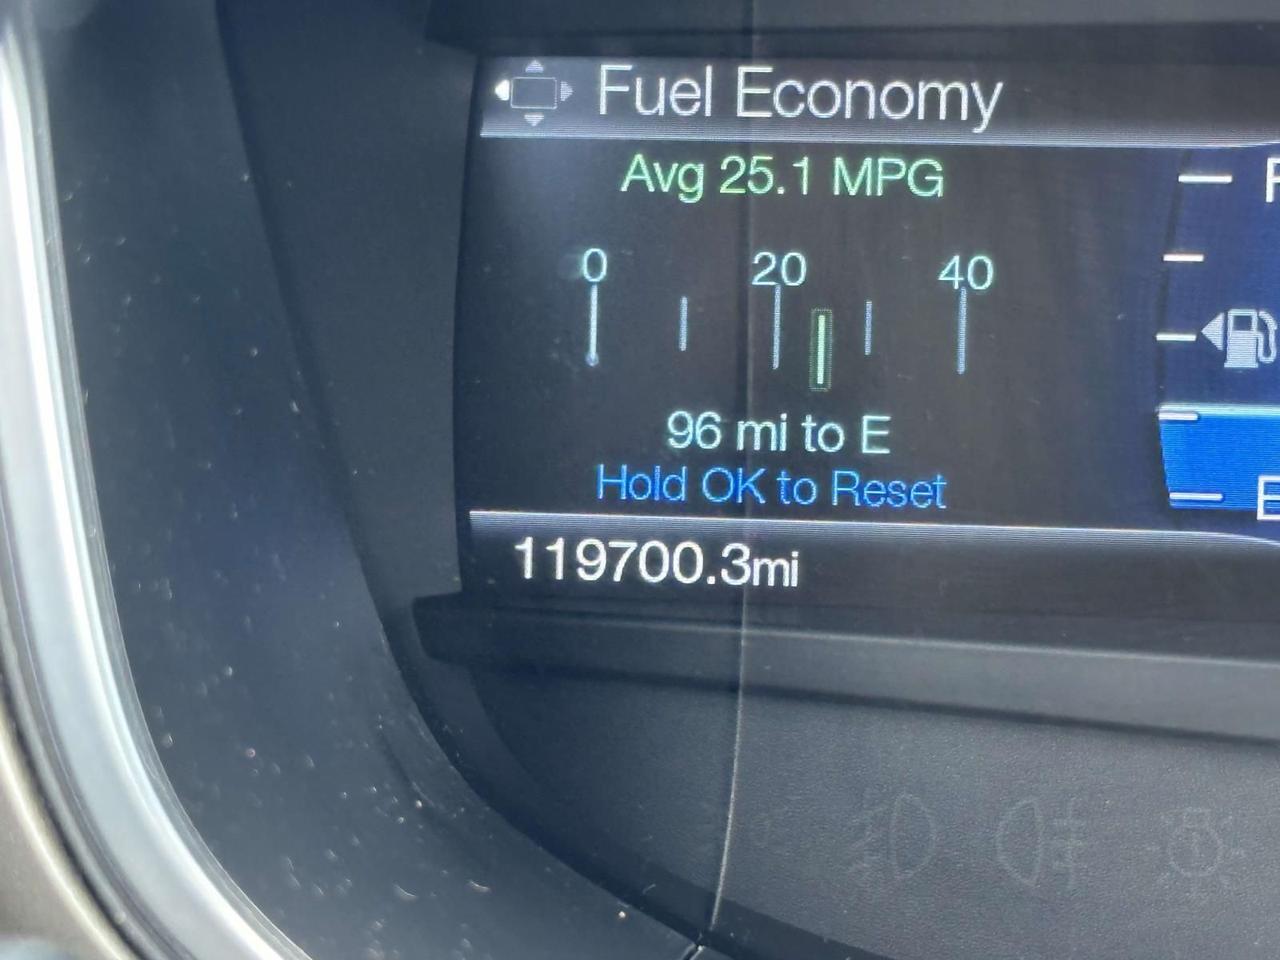 Fuel Economy
Avg 25.1 MPG
0 20 40
96 mi to E
Hold OK to Reset
119700.3mi
F
E